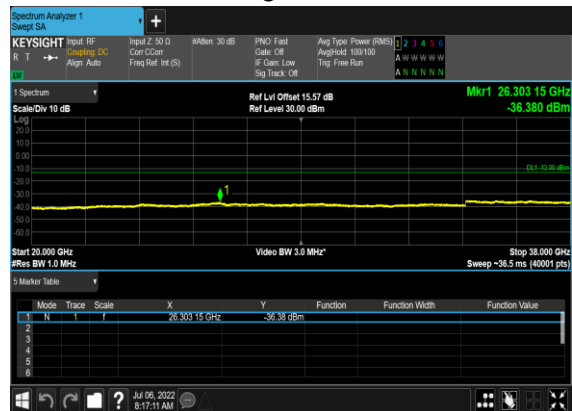 Spectrum Analyzer 1
Swept SA
+
KEYSIGHT
R T
Input: RF
Coupling: DC
Align: Auto
Input Z: 50 Ω
Corr CCorr
Freq Ref: Int (S)
#Atten: 30 dB
PNO: Fast
Gate: Off
IF Gain: Low
Sig Track: Off
Avg Type: Power (RMS)
Avg|Hold: 100/100
Trig: Free Run
1 2 3 4 5 6
A W W W W W
A N N N N N
1 Spectrum
Scale/Div 10 dB
Ref Lvl Offset 15.57 dB
Ref Level 30.00 dBm
Mkr1 26.303 15 GHz
-36.380 dBm
Log
20.0
10.0
0.00
-10.0
-20.0
-30.0
-40.0
-50.0
-60.0
DL1 -13.00 dBm
1
Start 20.000 GHz
#Res BW 1.0 MHz
Video BW 3.0 MHz*
Stop 38.000 GHz
Sweep ~36.5 ms (40001 pts)
5 Marker Table
Mode Trace Scale X Y Function Function Width Function Value
1 N 1 f 26.303 15 GHz -36.38 dBm
2
3
4
5
6
?
Jul 06, 2022
8:17:11 AM